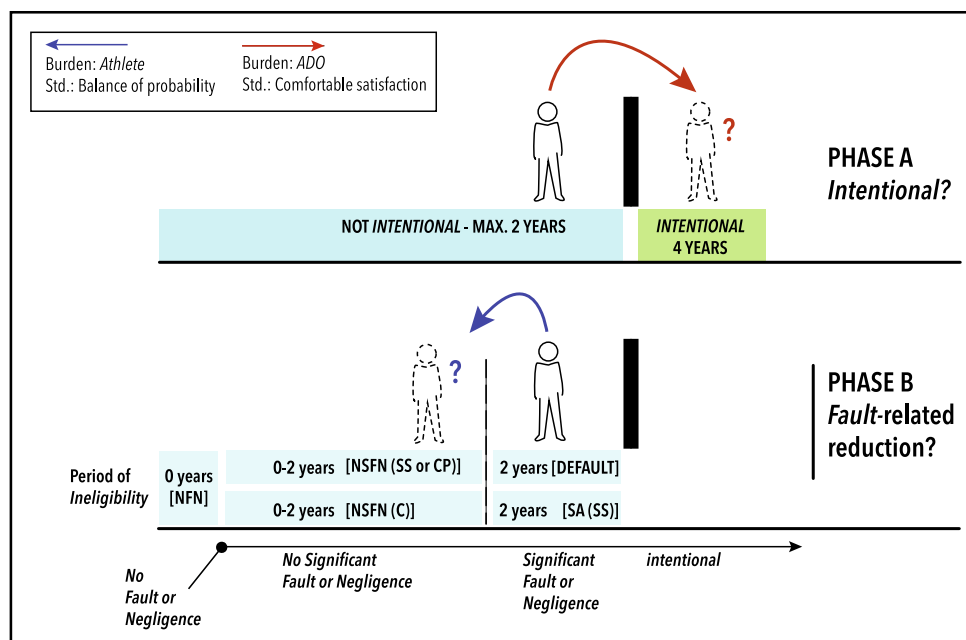 Burden: Athlete
Std.: Balance of probability
Burden: ADO
Std.: Comfortable satisfaction
?
PHASE A
Intentional?
NOT INTENTIONAL - MAX. 2 YEARS
INTENTIONAL
4 YEARS
?
PHASE B
Fault-related
reduction?
Period of
Ineligibility
0 years
[NFN]
0-2 years [NSFN (SS or CP)]
2 years [DEFAULT]
0-2 years [NSFN (C)]
2 years [SA (SS)]
No
Fault or
Negligence
No Significant
Fault or Negligence
Significant
Fault or
Negligence
intentional